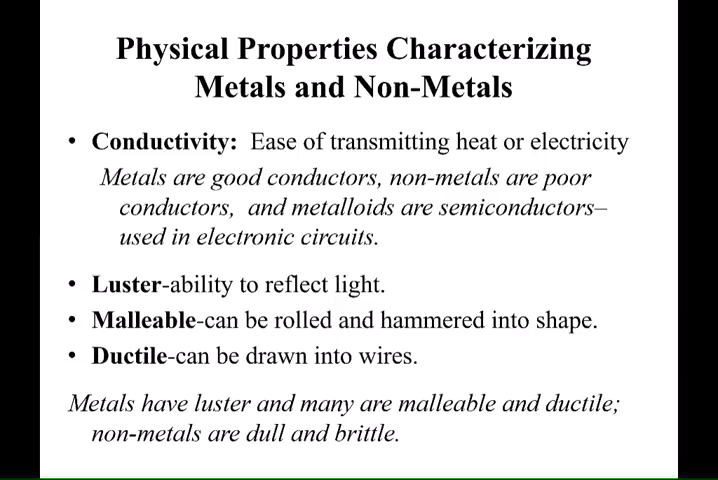 Physical Properties Characterizing
Metals and Non-Metals
• Conductivity: Ease of transmitting heat or electricity
Metals are good conductors, non-metals are poor
conductors, and metalloids are semiconductors–
used in electronic circuits.
• Luster-ability to reflect light.
• Malleable-can be rolled and hammered into shape.
• Ductile-can be drawn into wires.
Metals have luster and many are malleable and ductile;
non-metals are dull and brittle.